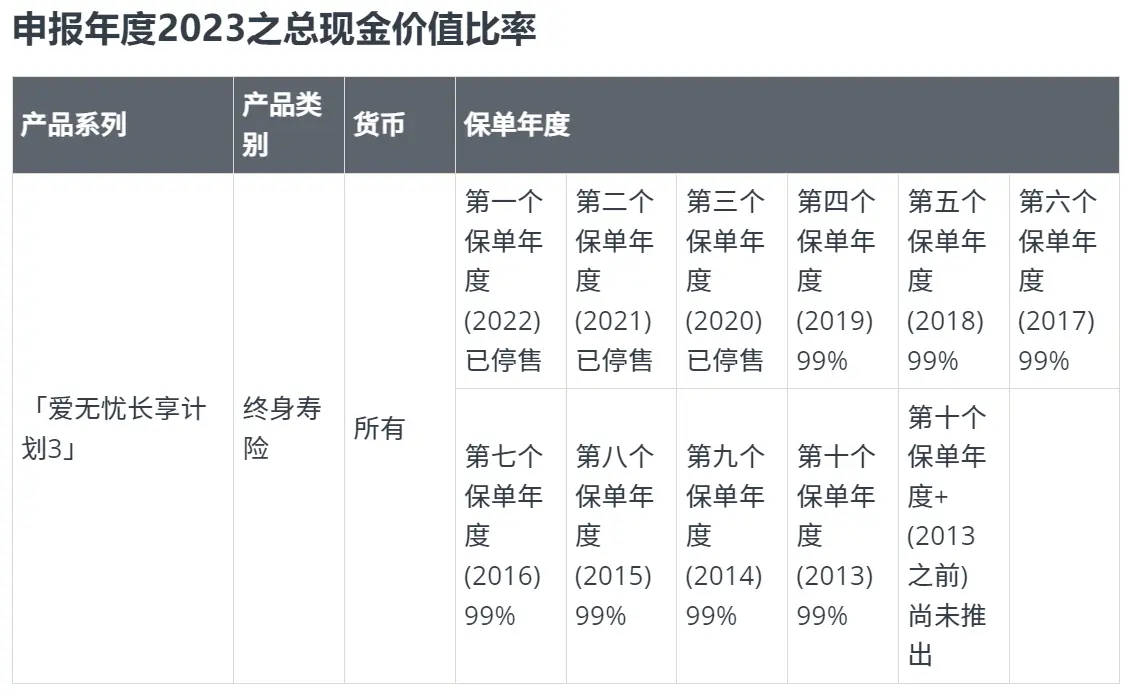 申报年度2023之总现金价值比率
产品系列
产品类
别
货币
保单年度
「爱无忧长享计
划3」
终身寿
险
所有
第一个
保单年
度
(2022)
已停售
第二个
保单年
度
(2021)
已停售
第三个
保单年
度
(2020)
已停售
第四个
保单年
度
(2019)
99%
第五个
保单年
度
(2018)
99%
第六个
保单年
度
(2017)
99%
第七个
保单年
度
(2016)
99%
第八个
保单年
度
(2015)
99%
第九个
保单年
度
(2014)
99%
第十个
保单年
度
(2013)
99%
第十个
保单年
度+
(2013
之前)
尚未推
出